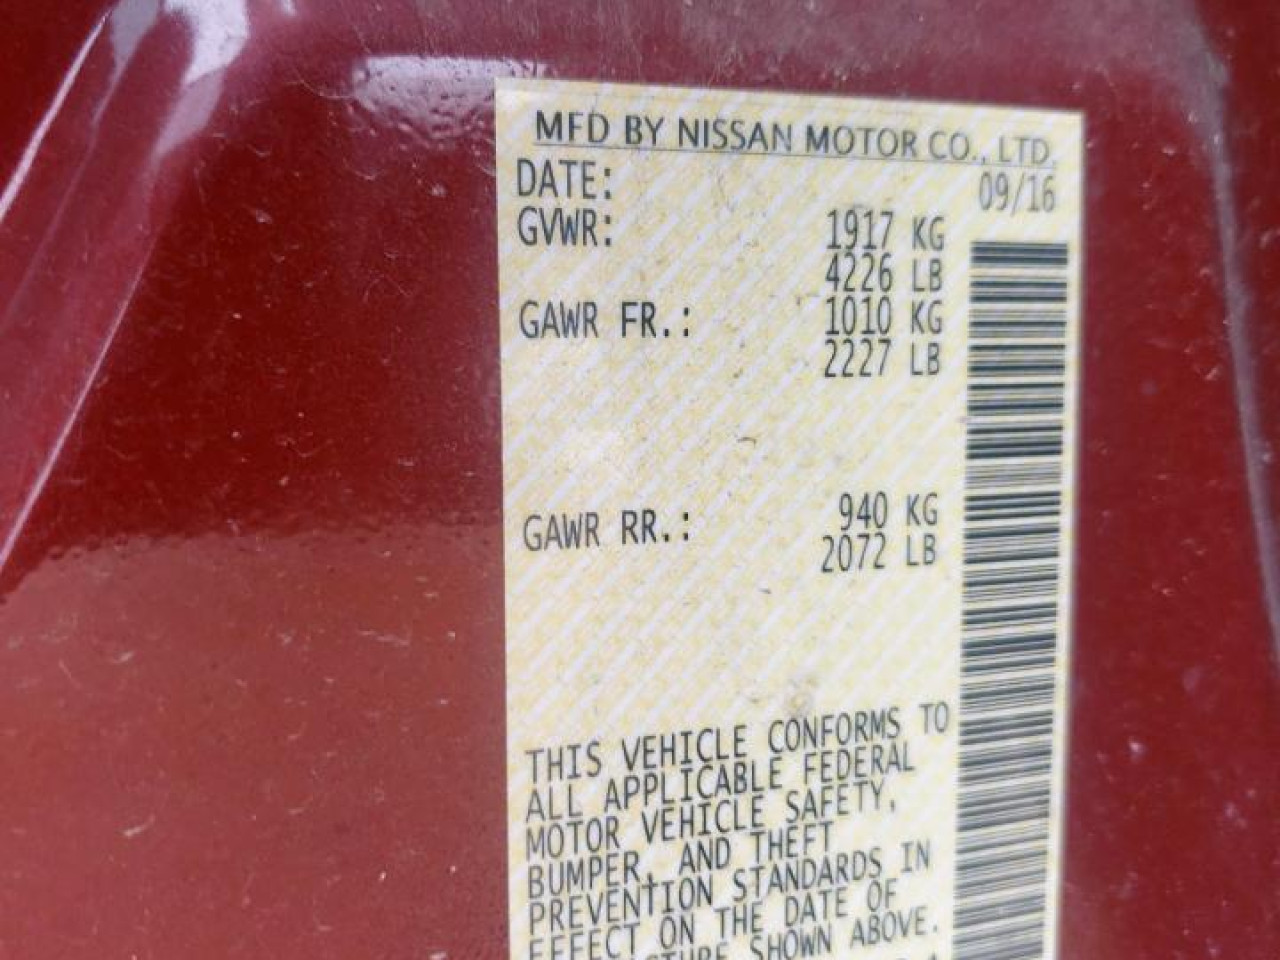 MFD BY NISSAN MOTOR CO., LTD.
DATE: 09/16
GVWR: 1917 KG
4226 LB
GAWR FR.: 1010 KG
2227 LB
GAWR RR.: 940 KG
2072 LB
THIS VEHICLE CONFORMS TO
ALL APPLICABLE FEDERAL
MOTOR VEHICLE SAFETY,
BUMPER, AND THEFT
PREVENTION STANDARDS IN
EFFECT ON THE DATE OF
SHOWN ABOVE.